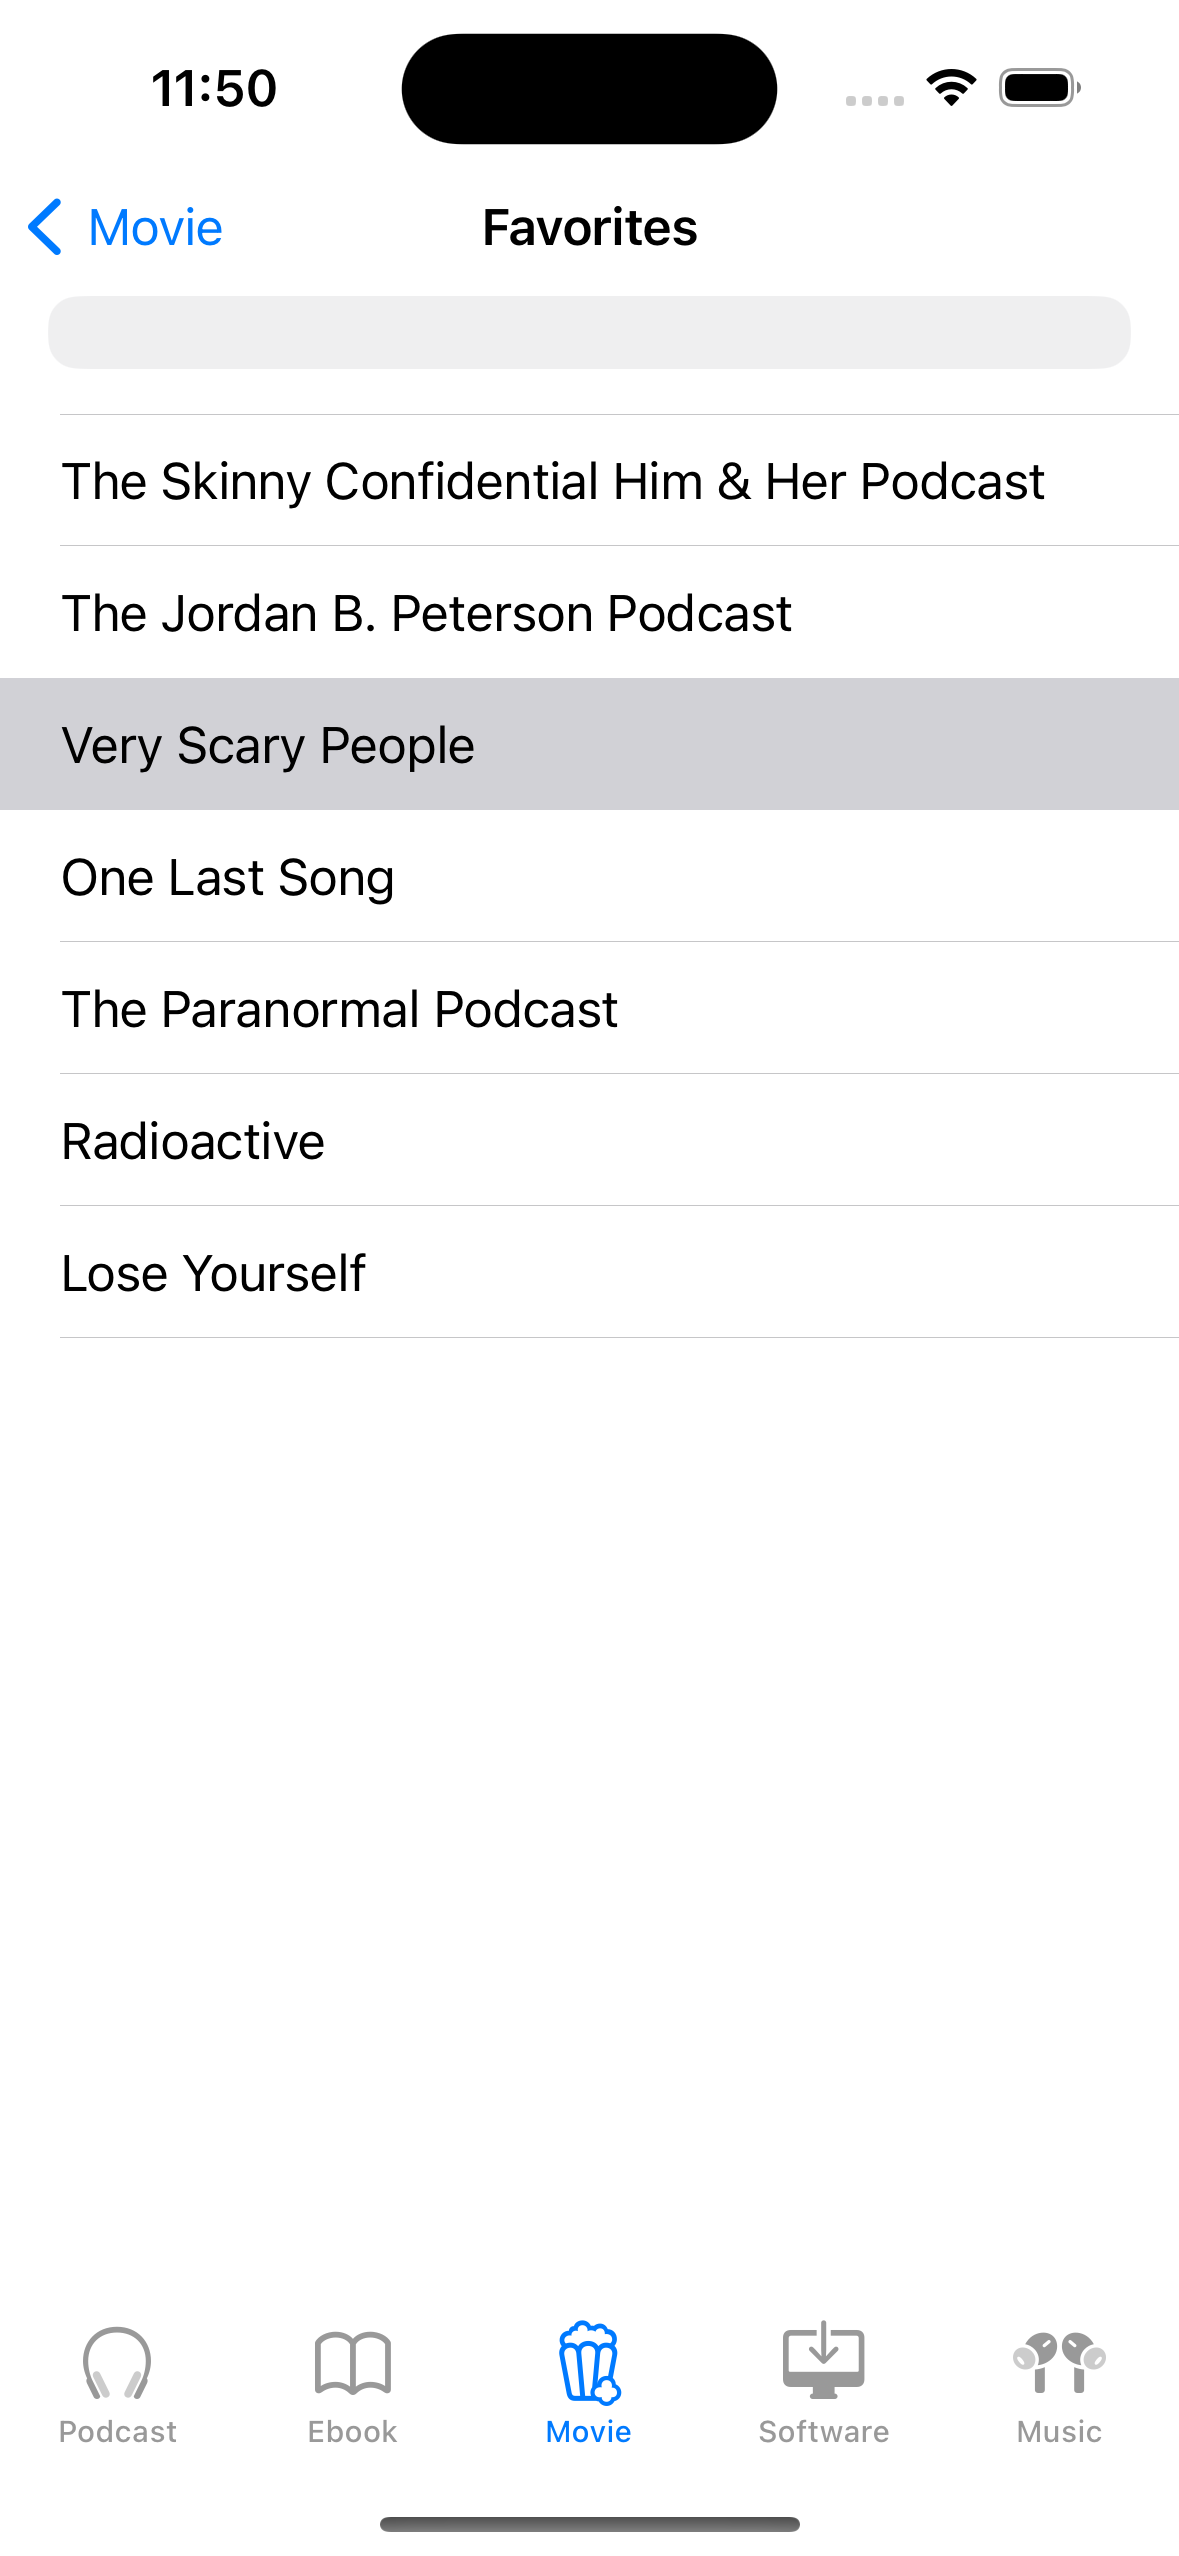 11:50
Movie
Favorites
The Skinny Confidential Him & Her Podcast
The Jordan B. Peterson Podcast
Very Scary People
One Last Song
The Paranormal Podcast
Radioactive
Lose Yourself
Podcast
Ebook
Movie
Software
Music